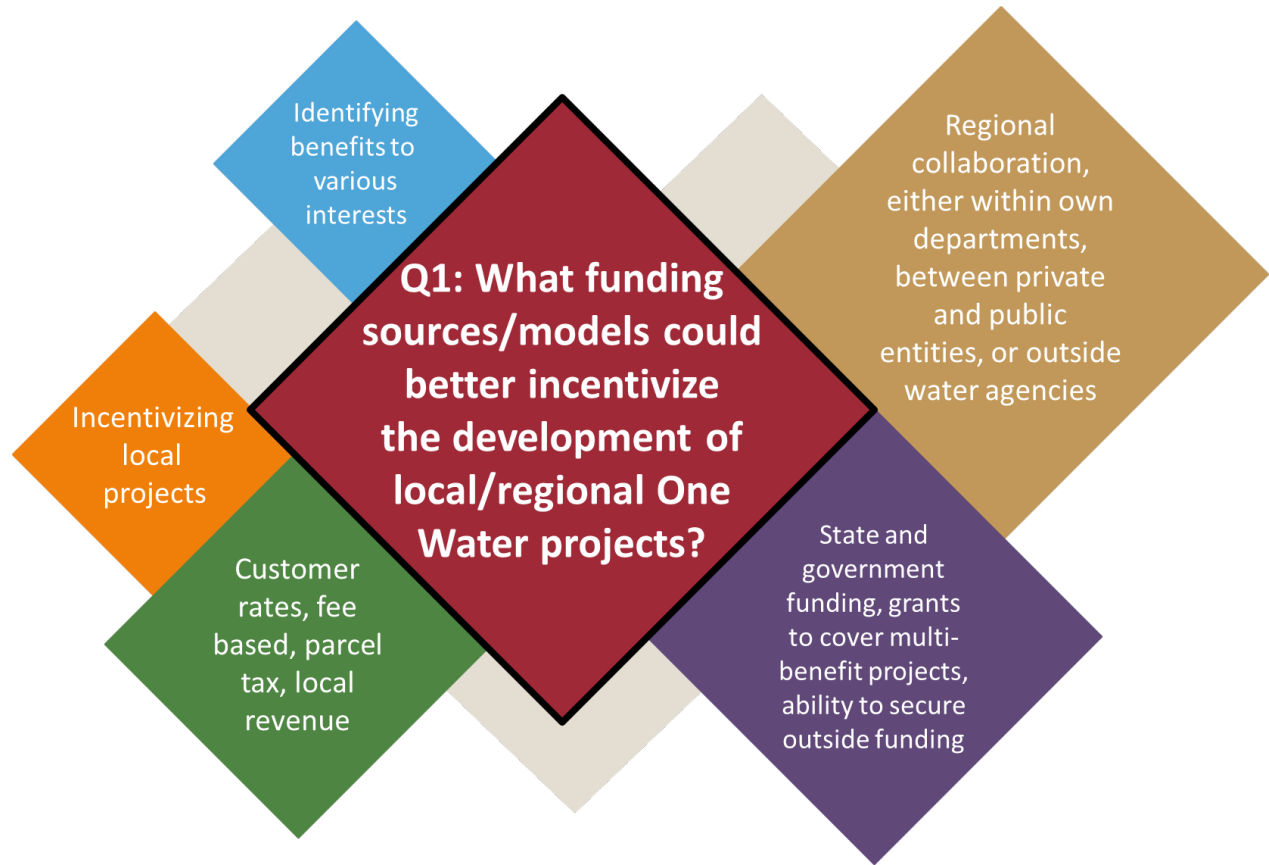 Identifying
benefits to
various
interests
Regional
collaboration,
either within own
departments,
between private
and public
entities, or outside
water agencies
Q1: What funding
sources/models could
better incentivize
the development of
local/regional One
Water projects?
Incentivizing
local
projects
Customer
rates, fee
based, parcel
tax, local
revenue
State and
government
funding, grants
to cover multi-
benefit projects,
ability to secure
outside funding